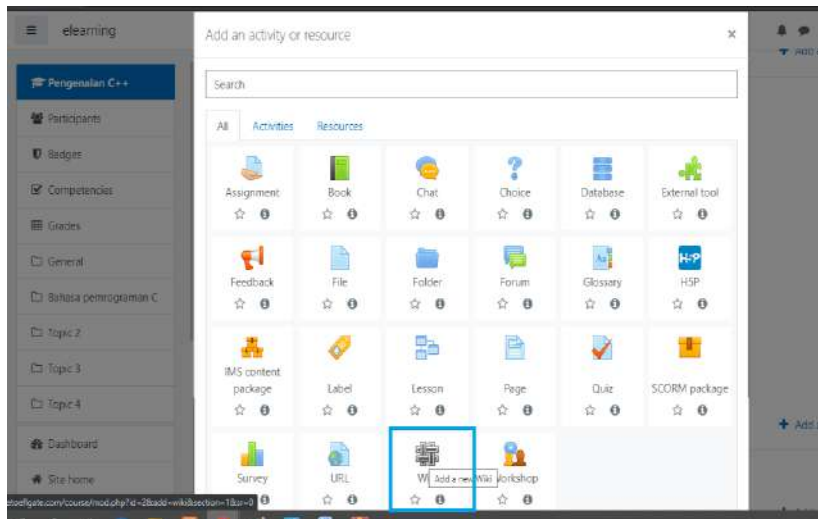 elearning
Add an activity or resource
×
Pengenalan C++
Participants
Badges
Competencies
Grades
General
Bahasa pemrograman C
Topic 2
Topic 3
Topic 4
Dashboard
Site home
Search
All Activities Resources
Assignment Book Chat Choice Database External tool
Feedback File Folder Forum Glossary H5P
H-P
IMS content
package Label Lesson Page Quiz SCORM package
Survey URL Workshop
Add a new Wiki
+ Add